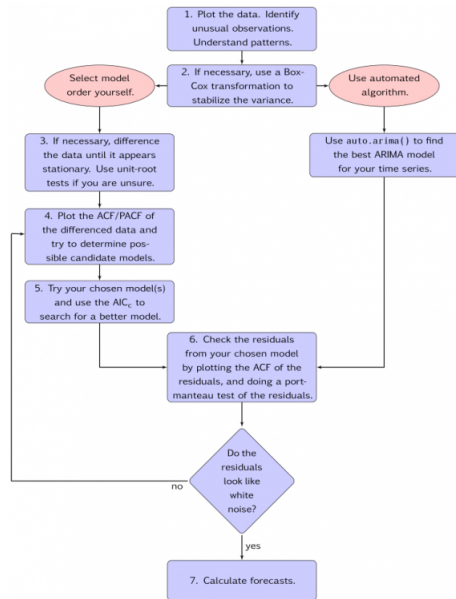 1. Plot the data. Identify
unusual observations.
Understand patterns.
Select model
order yourself.
2. If necessary, use a Box-
Cox transformation to
stabilize the variance.
Use automated
algorithm.
3. If necessary, difference
the data until it appears
stationary. Use unit-root
tests if you are unsure.
Use auto.arima() to find
the best ARIMA model
for your time series.
4. Plot the ACF/PACF of
the differenced data and
try to determine pos-
sible candidate models.
5. Try your chosen model(s)
and use the AICc to
search for a better model.
6. Check the residuals
from your chosen model
by plotting the ACF of the
residuals, and doing a port-
manteau test of the residuals.
Do the
residuals
look like
white
noise?
no
yes
7. Calculate forecasts.